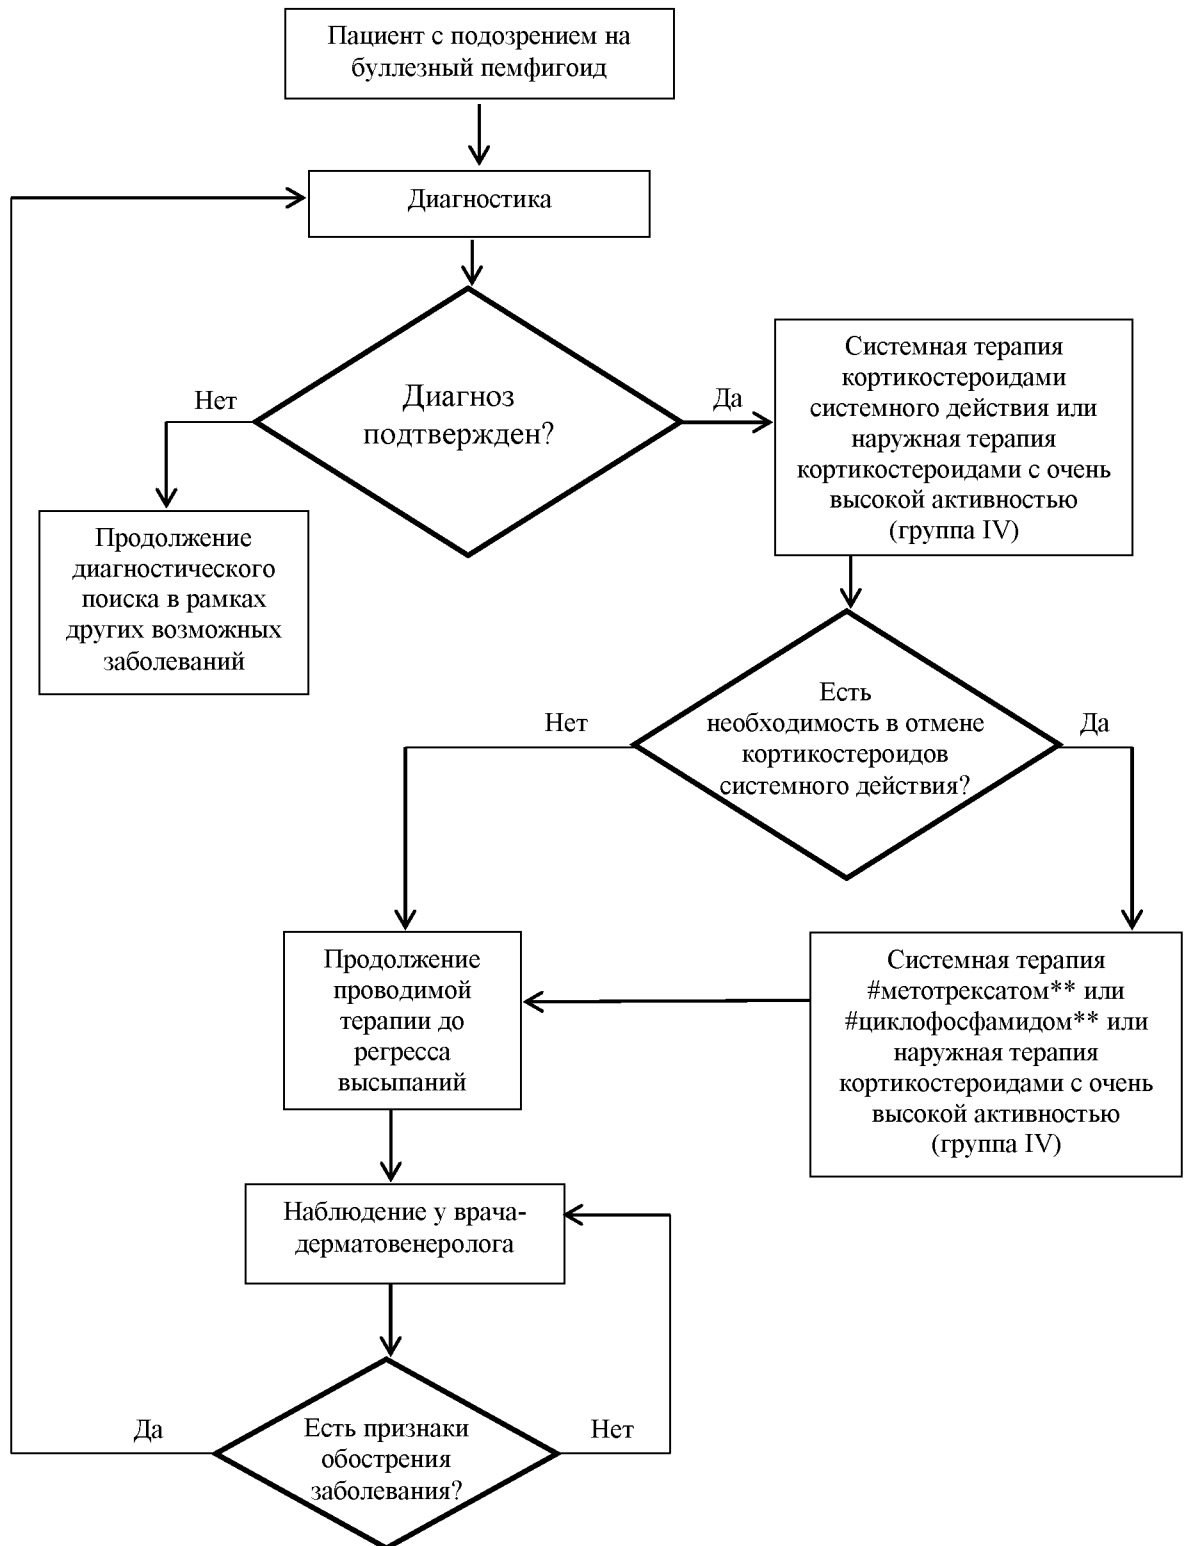 Пациент с подозрением на
буллезный пемфигоид
Диагностика
Диагноз
подтвержден?
Нет
Да
Системная терапия
кортикостероидами
системного действия или
наружная терапия
кортикостероидами с очень
высокой активностью
(группа IV)
Продолжение
диагностического
поиска в рамках
других возможных
заболеваний
Есть
необходимость в отмене
кортикостероидов
системного действия?
Нет
Да
Продолжение
проводимой
терапии до
регресса
высыпаний
Системная терапия
#метотрексатом** или
#циклофосфамидом** или
наружная терапия
кортикостероидами с очень
высокой активностью
(группа IV)
Наблюдение у врача-
дерматовенеролога
Есть признаки
обострения
заболевания?
Да
Нет